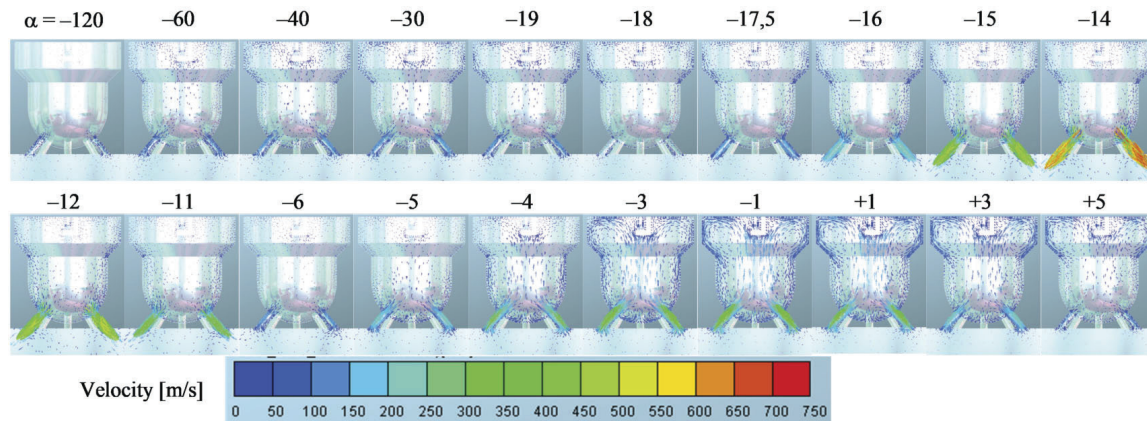 α = –120 –60 –40 –30 –19 –18 –17,5 –16 –15 –14
–12 –11 –6 –5 –4 –3 –1 +1 +3 +5
Velocity [m/s]
0 50 100 150 200 250 300 350 400 450 500 550 600 650 700 750